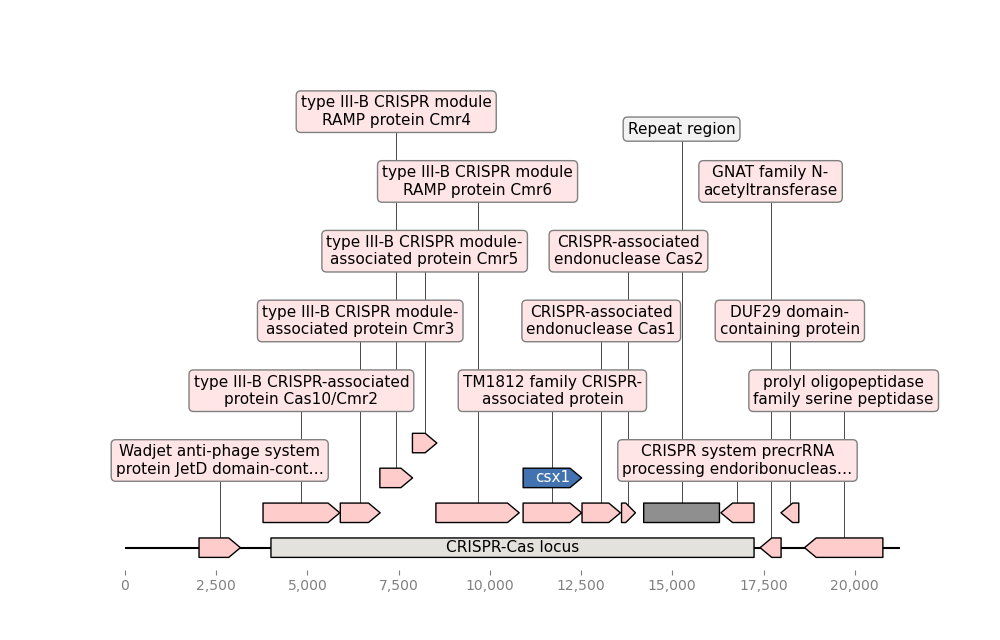 type III-B CRISPR module
RAMP protein Cmr4
Repeat region
type III-B CRISPR module
RAMP protein Cmr6
GNAT family N-
acetyltransferase
type III-B CRISPR module-
associated protein Cmr5
CRISPR-associated
endonuclease Cas2
type III-B CRISPR module-
associated protein Cmr3
CRISPR-associated
endonuclease Cas1
DUF29 domain-
containing protein
type III-B CRISPR-associated
protein Cas10/Cmr2
TM1812 family CRISPR-
associated protein
prolyl oligopeptidase
family serine peptidase
Wadjet anti-phage system
protein JetD domain-cont…
CRISPR system precrRNA
processing endoribonucleas…
csx1
CRISPR-Cas locus
0
2,500
5,000
7,500
10,000
12,500
15,000
17,500
20,000